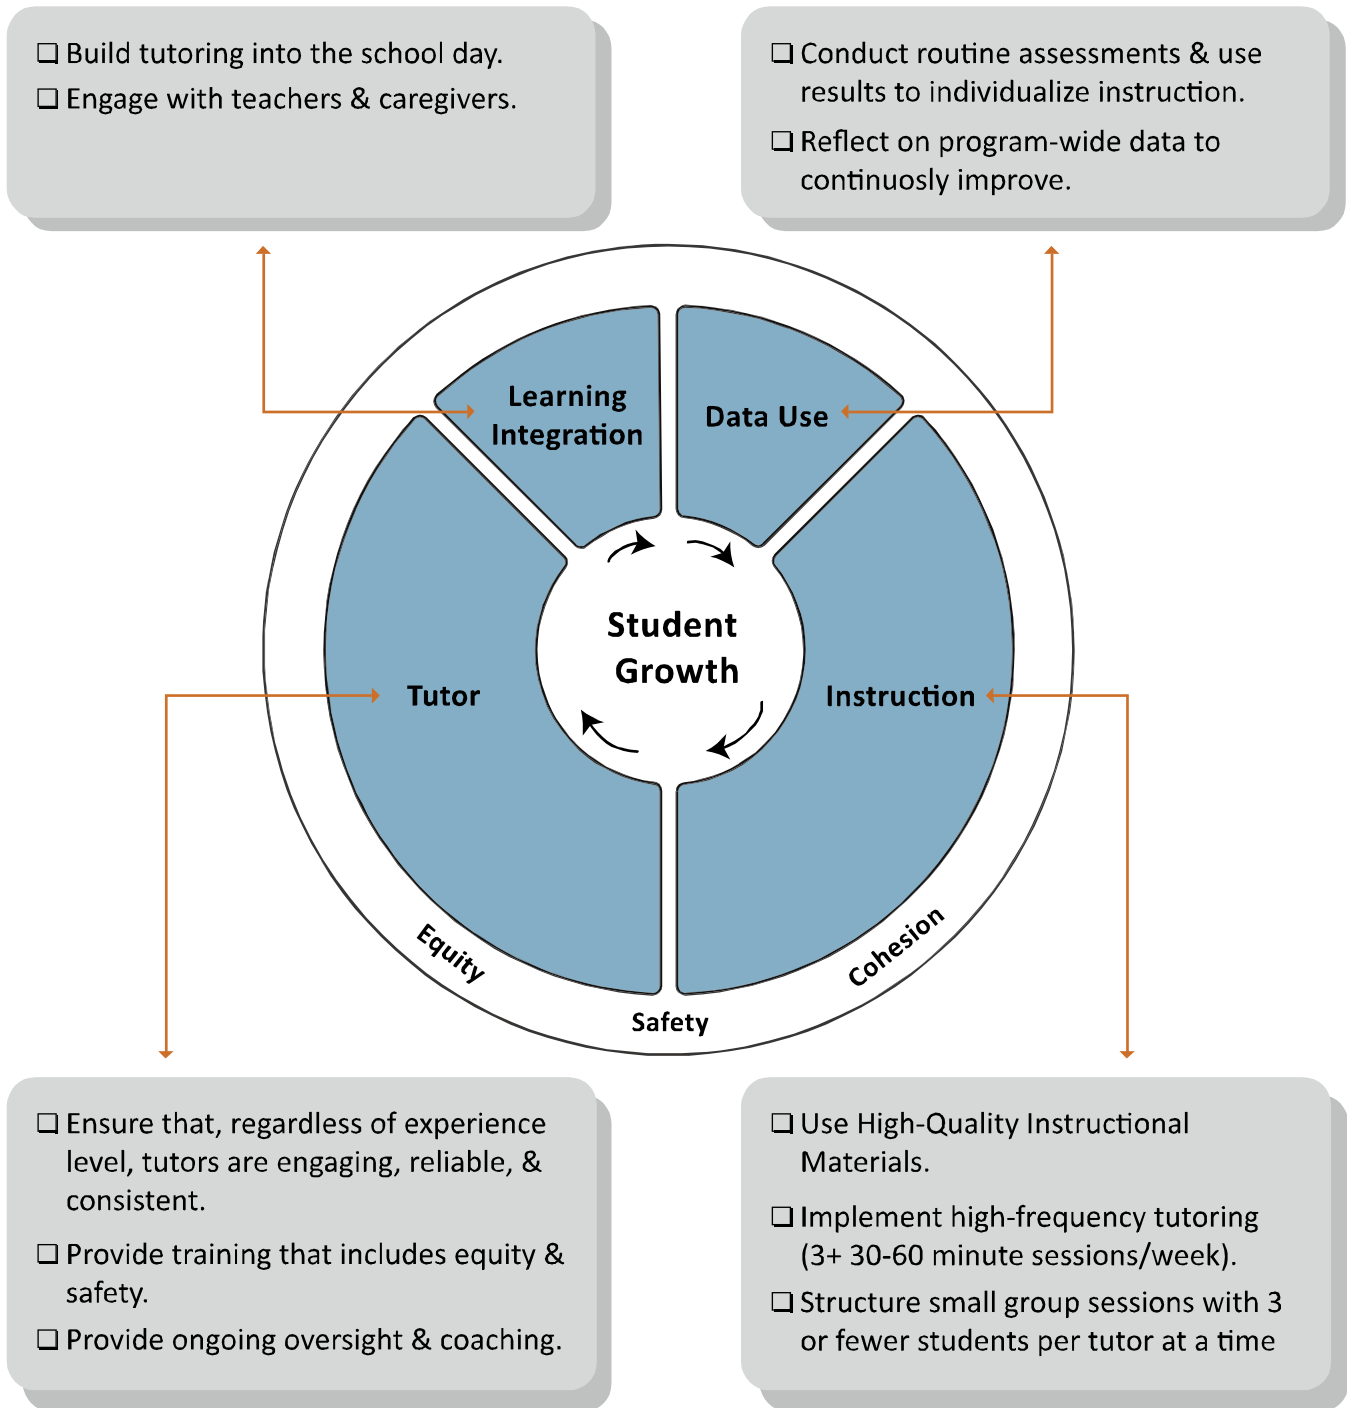 ❑ Build tutoring into the school day.
❑ Engage with teachers & caregivers.
❑ Conduct routine assessments & use
results to individualize instruction.
❑ Reflect on program-wide data to
continuosly improve.
Learning
Integration
Data Use
Student
Growth
Tutor
Instruction
Equity
Safety
Cohesion
❑ Ensure that, regardless of experience
level, tutors are engaging, reliable, &
consistent.
❑ Provide training that includes equity &
safety.
❑ Provide ongoing oversight & coaching.
❑ Use High-Quality Instructional
Materials.
❑ Implement high-frequency tutoring
(3+ 30-60 minute sessions/week).
❑ Structure small group sessions with 3
or fewer students per tutor at a time